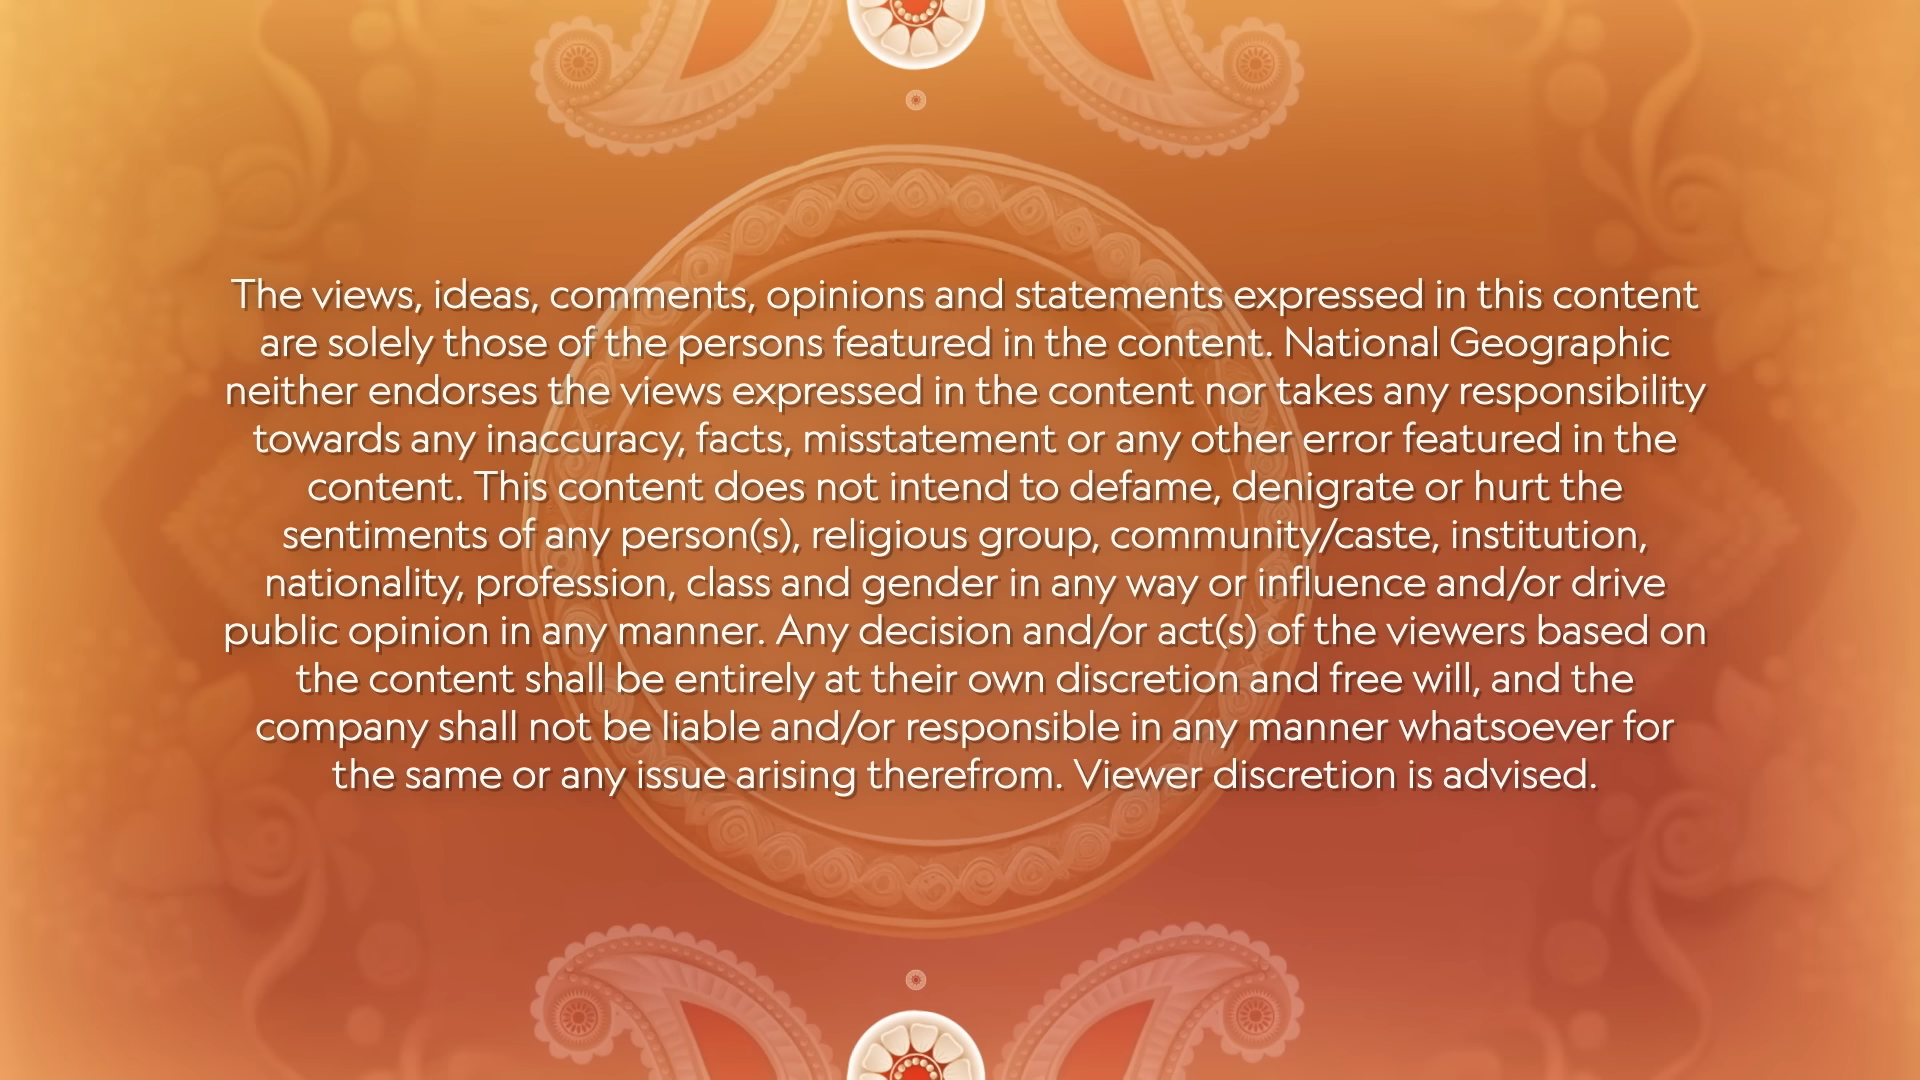 The views, ideas, comments, opinions and statements expressed in this content
are solely those of the persons featured in the content. National Geographic
neither endorses the views expressed in the content nor takes any responsibility
towards any inaccuracy, facts, misstatement or any other error featured in the
content. This content does not intend to defame, denigrate or hurt the
sentiments of any person(s), religious group, community/caste, institution,
nationality, profession, class and gender in any way or influence and/or drive
public opinion in any manner. Any decision and/or act(s) of the viewers based on
the content shall be entirely at their own discretion and free will, and the
company shall not be liable and/or responsible in any manner whatsoever for
the same or any issue arising therefrom. Viewer discretion is advised.